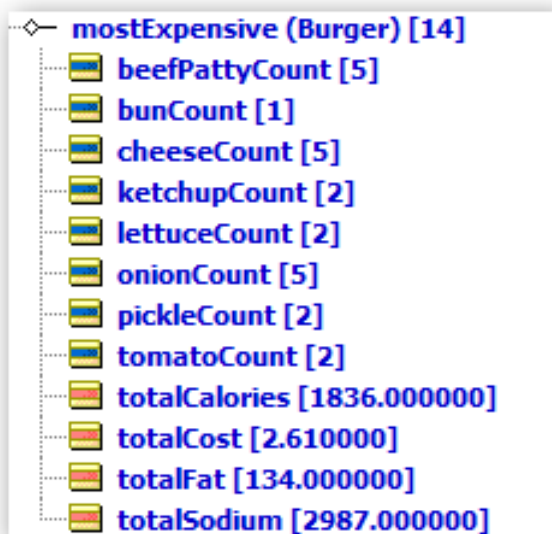 mostExpensive (Burger) [14]
beefPattyCount [5]
bunCount [1]
cheeseCount [5]
ketchupCount [2]
lettuceCount [2]
onionCount [5]
pickleCount [2]
tomatoCount [2]
totalCalories [1836.000000]
totalCost [2.610000]
totalFat [134.000000]
totalSodium [2987.000000]